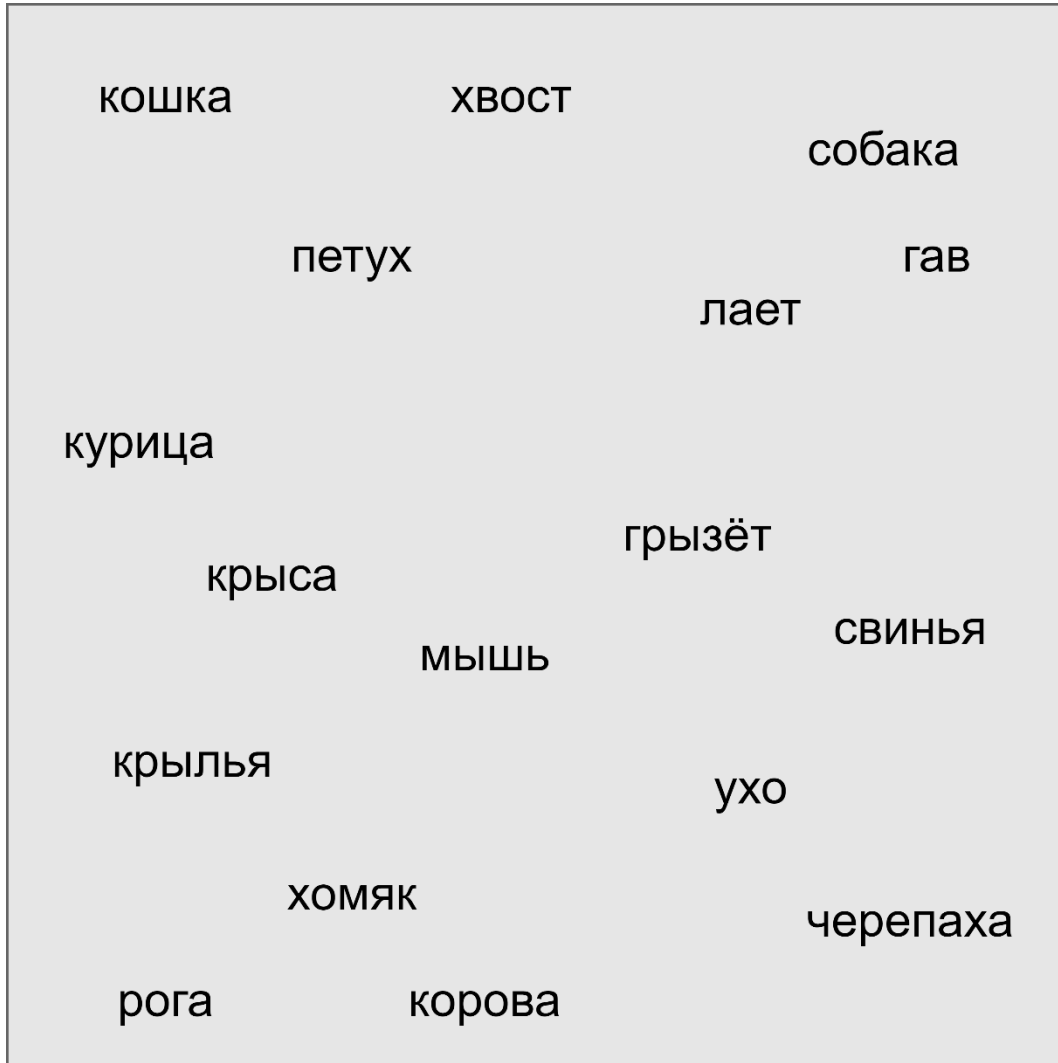 кошка хвост
собака
петух гав
лает
курица
грызёт
крыса
свинья
мышь
крылья
ухо
хомяк
черепаха
рога корова